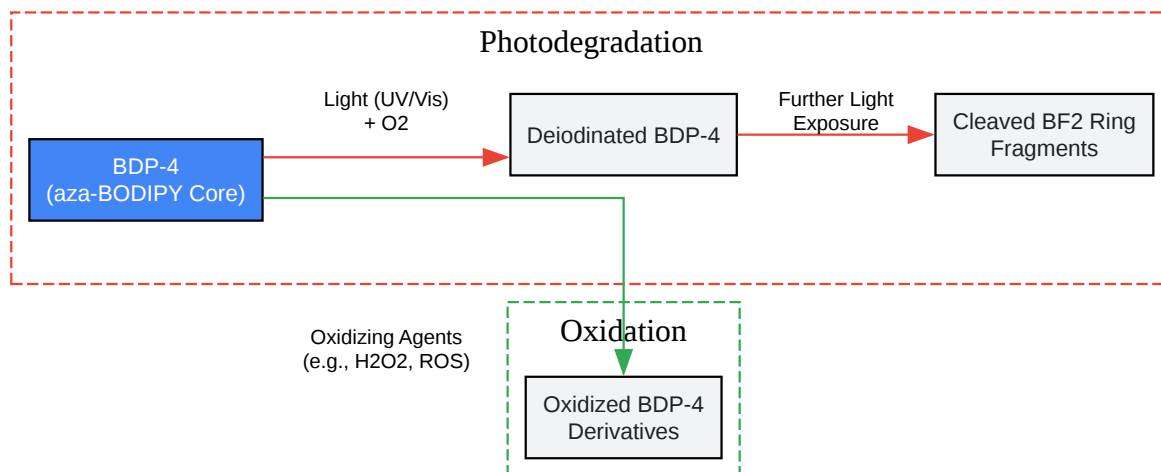 Photodegradation
Light (UV/Vis)
+ O2
Further Light
Exposure
BDP-4
(aza-BODIPY Core)
Deiodinated BDP-4
Cleaved BF2 Ring
Fragments
Oxidizing Agents
(e.g., H2O2, ROS)
Oxidation
Oxidized BDP-4
Derivatives